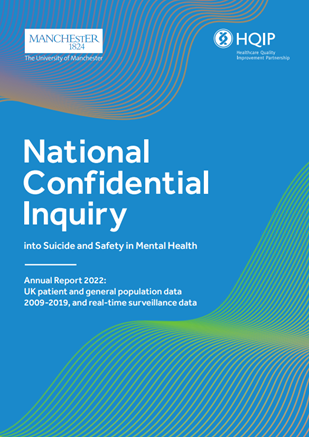 MANCHESTER
1824
The University of Manchester
HQIP
Healthcare Quality
Improvement Partnership
National
Confidential
Inquiry
into Suicide and Safety in Mental Health
Annual Report 2022:
UK patient and general population data
2009-2019, and real-time surveillance data